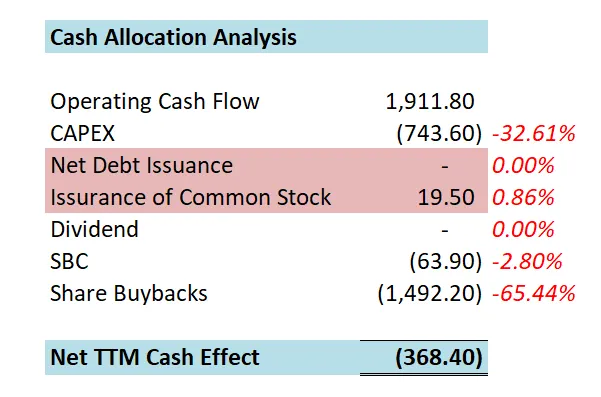 Cash Allocation Analysis
Operating Cash Flow 1,911.80
CAPEX (743.60) -32.61%
Net Debt Issuance - 0.00%
Issurance of Common Stock 19.50 0.86%
Dividend - 0.00%
SBC (63.90) -2.80%
Share Buybacks (1,492.20) -65.44%
Net TTM Cash Effect (368.40)